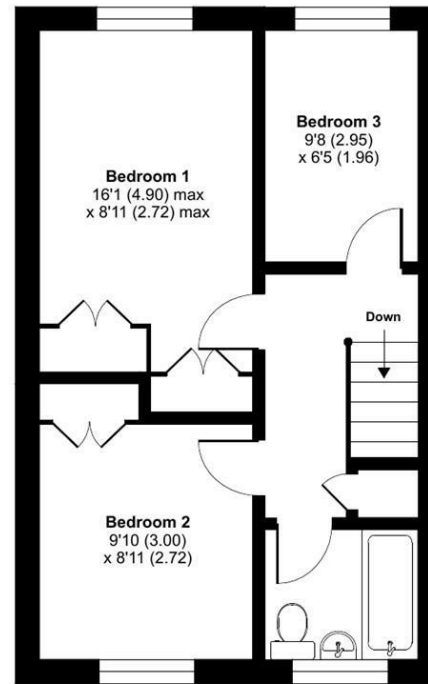 Bedroom 1
16'1 (4.90) max
x 8'11 (2.72) max
Bedroom 3
9'8 (2.95)
x 6'5 (1.96)
Down
Bedroom 2
9'10 (3.00)
x 8'11 (2.72)